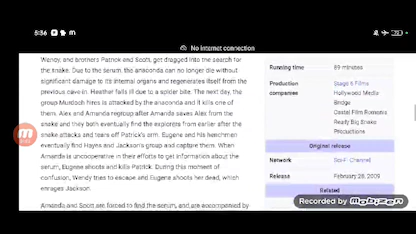 8:36
No internet connection
Wendy, and brothers Patrick and Scott, get dragged into the search for
the snake. Due to the serum, the anaconda can no longer die without
significant damage to its internal organs and regenerates itself from the
previous cave in. Heather falls ill due to a spider bite. The next day, the
group Murdoch hires is attacked by the anaconda and it kills one of
them. Alex and Amanda regroup after Amanda saves Alex from the
snake and they both eventually find the explorers from earlier after the
snake attacks and tears off Patrick's arm. Eugene and his henchmen
eventually find Hayes and Jackson's group and capture them. When
Amanda is uncooperative in their efforts to get information about the
serum, Eugene shoots and kills Patrick. During this moment of
confusion, Wendy tries to escape and Eugene shoots her dead, which
enrages Jackson.
Amanda and Scott are forced to find the serum, and are accompanied by
Running time 89 minutes
Production Stage 6 Films
companies Hollywood Media
Bridge
Castel Film Romania
Ready Big Snake
Productions
Original release
Network Sci-Fi Channel
Release February 28, 2009
Related
Recorded by Mobizen